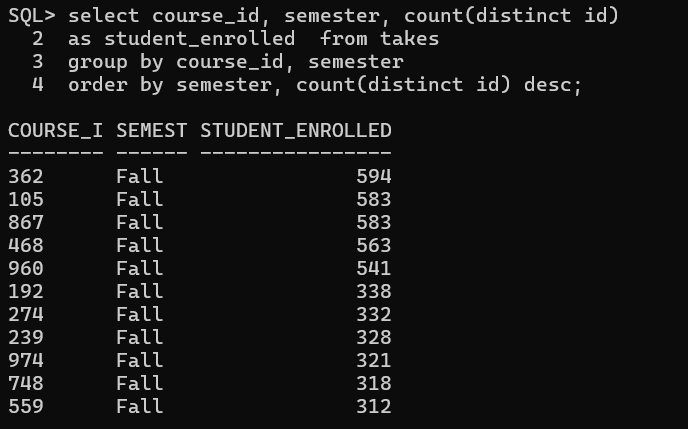 SQL> select course_id, semester, count(distinct id)
  2  as student_enrolled  from takes
  3  group by course_id, semester
  4  order by semester, count(distinct id) desc;
COURSE_I SEMEST STUDENT_ENROLLED
-------- ------ ----------------
362      Fall                594
105      Fall                583
867      Fall                583
468      Fall                563
960      Fall                541
192      Fall                338
274      Fall                332
239      Fall                328
974      Fall                321
748      Fall                318
559      Fall                312